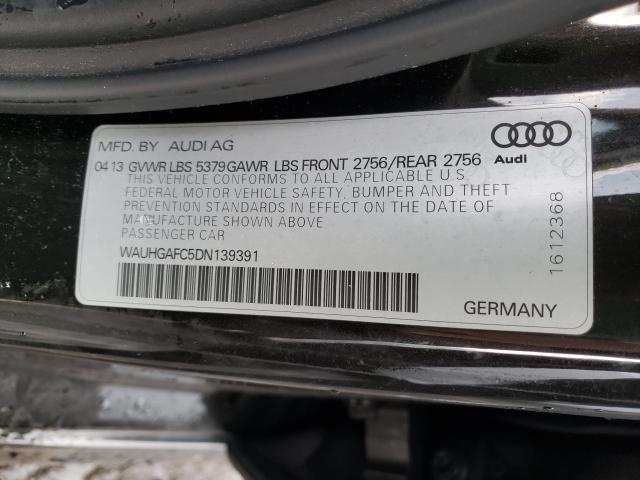 MFD. BY AUDI AG
Audi
04 13 GVWR LBS 5379 GAWR LBS FRONT 2756/REAR 2756
THIS VEHICLE CONFORMS TO ALL APPLICABLE U S
FEDERAL MOTOR VEHICLE SAFETY, BUMPER AND THEFT
PREVENTION STANDARDS IN EFFECT ON THE DATE OF
MANUFACTURE SHOWN ABOVE
PASSENGER CAR
WAUHGAFC5DN139391
1612368
GERMANY